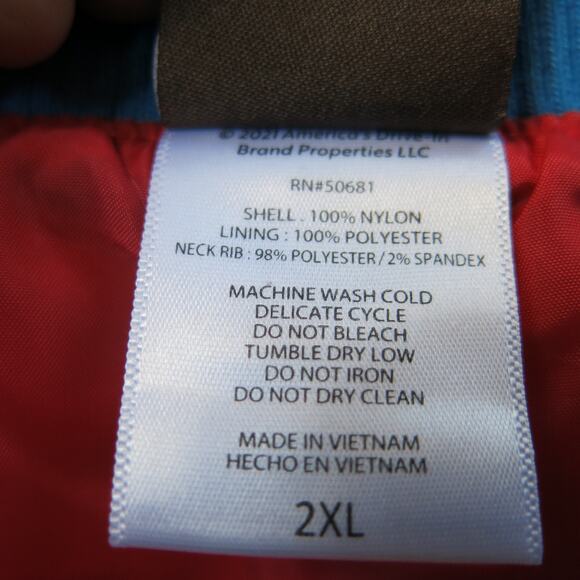 © 2021 America's Drive-In
Brand Properties LLC
RN#50681
SHELL : 100% NYLON
LINING : 100% POLYESTER
NECK RIB : 98% POLYESTER / 2% SPANDEX
MACHINE WASH COLD
DELICATE CYCLE
DO NOT BLEACH
TUMBLE DRY LOW
DO NOT IRON
DO NOT DRY CLEAN
MADE IN VIETNAM
HECHO EN VIETNAM
2XL